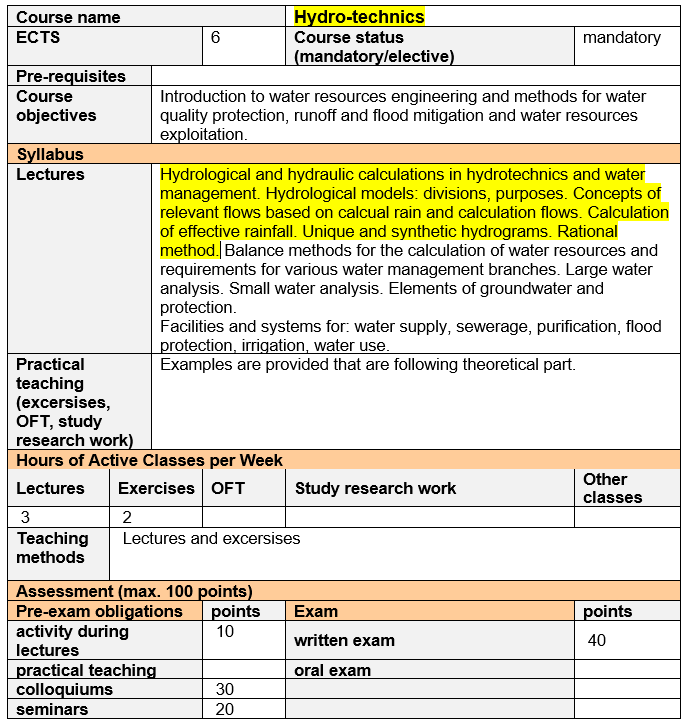 Course name Hydro-technics
ECTS 6 Course status (mandatory/elective) mandatory
Pre-requisites
Course objectives
Introduction to water resources engineering and methods for water
quality protection, runoff and flood mitigation and water resources
exploitation.
Syllabus
Lectures
Hydrological and hydraulic calculations in hydrotechnics and water
management. Hydrological models: divisions, purposes. Concepts of
relevant flows based on calcual rain and calculation flows. Calculation
of effective rainfall. Unique and synthetic hydrograms. Rational
method. Balance methods for the calculation of water resources and
requirements for various water management branches. Large water
analysis. Small water analysis. Elements of groundwater and
protection.
Facilities and systems for: water supply, sewerage, purification, flood
protection, irrigation, water use.
Practical
teaching
(excersises,
OFT, study
research work)
Examples are provided that are following theoretical part.
Hours of Active Classes per Week
Lectures Exercises OFT Study research work Other classes
3 2
Teaching methods
Lectures and excersises
Assessment (max. 100 points)
Pre-exam obligations points Exam points
activity during lectures 10 written exam 40
practical teaching oral exam
colloquiums 30
seminars 20